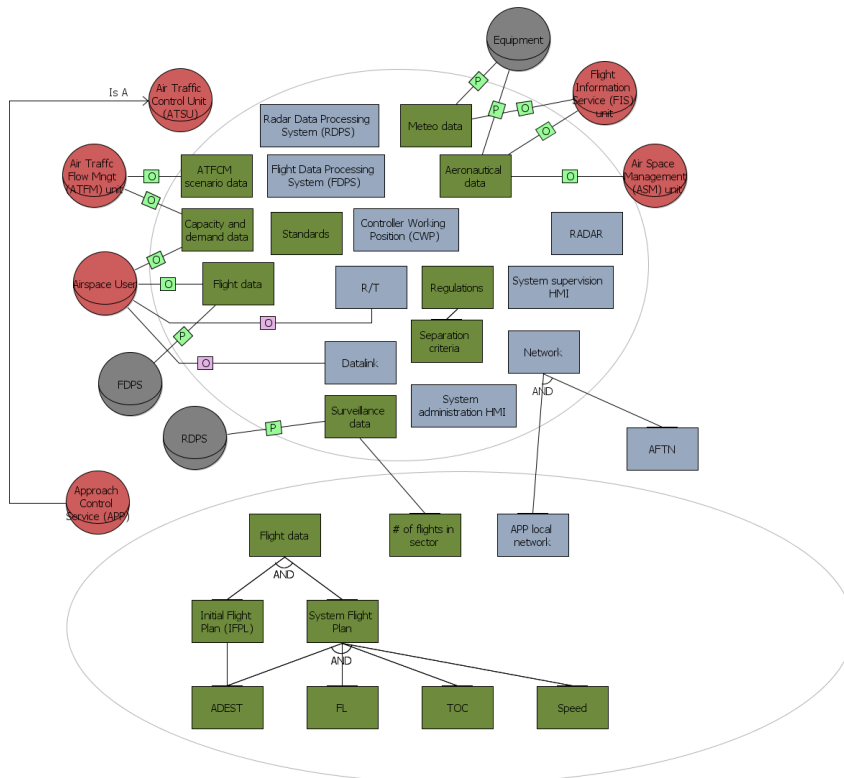 Equipment
Is A
Air Traffic
Control Unit
(ATSU)
Flight
Information
Service (FIS)
unit
P
Radar Data Processing
System (RDPS)
Meteo data
P
O
O
Air Traffc
Flow Mngt
(ATFM) unit
O
ATFCM
scenario data
Flight Data Processing
System (FDPS)
Aeronautical
data
O
Air Space
Management
(ASM) unit
O
Capacity and
demand data
Standards
Controller Working
Position (CWP)
RADAR
O
Airspace User
O
Flight data
R/T
Regulations
System supervision
HMI
O
P
Separation
criteria
Network
O
Datalink
FDPS
AND
System
administration HMI
Surveillance
data
P
RDPS
AFTN
Approach
Control
Service (APP)
Flight data
# of flights in
sector
APP local
network
AND
Initial Flight
Plan (IFPL)
System Flight
Plan
AND
ADEST
FL
TOC
Speed